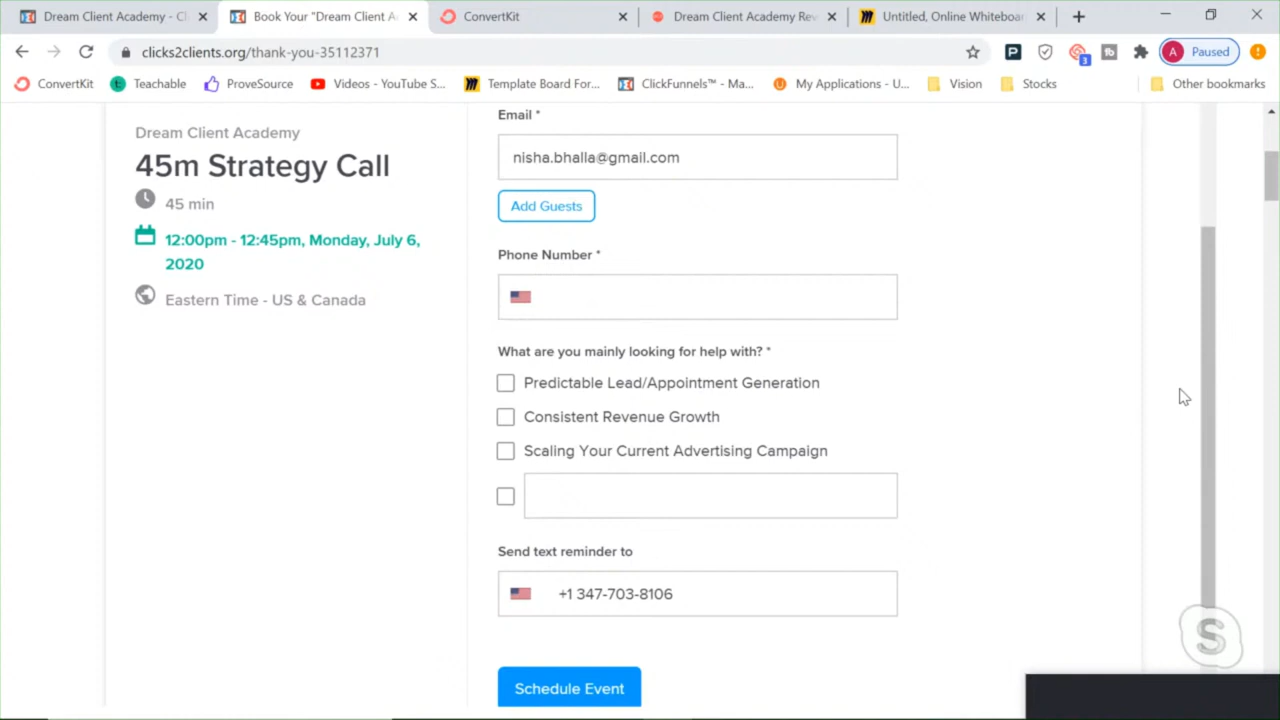 Dream Client Academy - Cl
Book Your "Dream Client A
ConvertKit
Dream Client Academy Rev
Untitled, Online Whiteboar
clicks2clients.org/thank-you-35112371
P
3
fb
A Paused
ConvertKit
Teachable
ProveSource
Videos - YouTube S...
Template Board For...
ClickFunnels™ - Ma...
My Applications - U...
Vision
Stocks
Other bookmarks
Email *
Dream Client Academy
45m Strategy Call
nisha.bhalla@gmail.com
45 min
Add Guests
12:00pm - 12:45pm, Monday, July 6,
2020
Phone Number *
Eastern Time - US & Canada
What are you mainly looking for help with? *
Predictable Lead/Appointment Generation
Consistent Revenue Growth
Scaling Your Current Advertising Campaign
Send text reminder to
+1 347-703-8106
S
Schedule Event